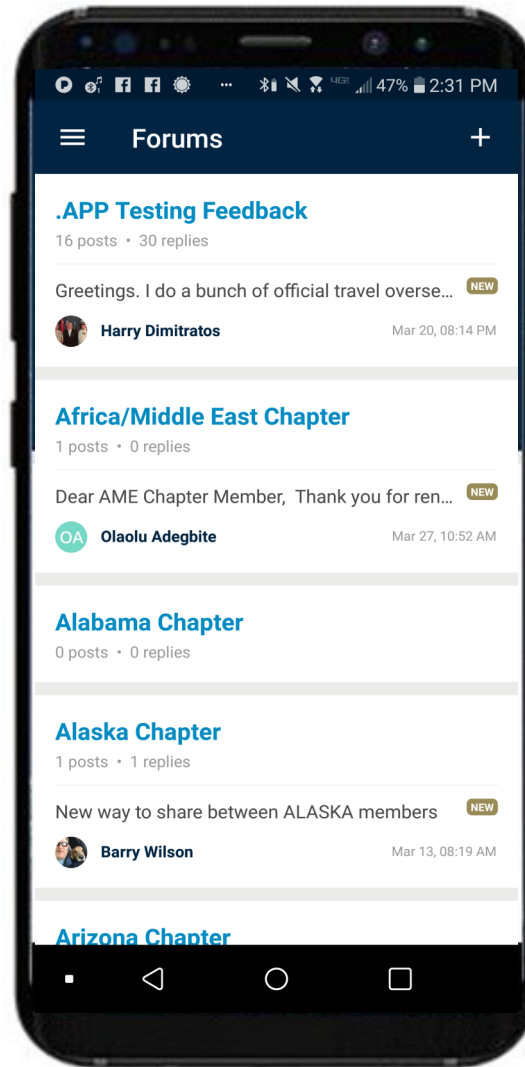 4GE 47% 2:31 PM
Forums
.APP Testing Feedback
16 posts • 30 replies
Greetings. I do a bunch of official travel overse... NEW
Harry Dimitratos Mar 20, 08:14 PM
Africa/Middle East Chapter
1 posts • 0 replies
Dear AME Chapter Member, Thank you for ren... NEW
OA Olaolu Adegbite Mar 27, 10:52 AM
Alabama Chapter
0 posts • 0 replies
Alaska Chapter
1 posts • 1 replies
New way to share between ALASKA members NEW
Barry Wilson Mar 13, 08:19 AM
Arizona Chapter